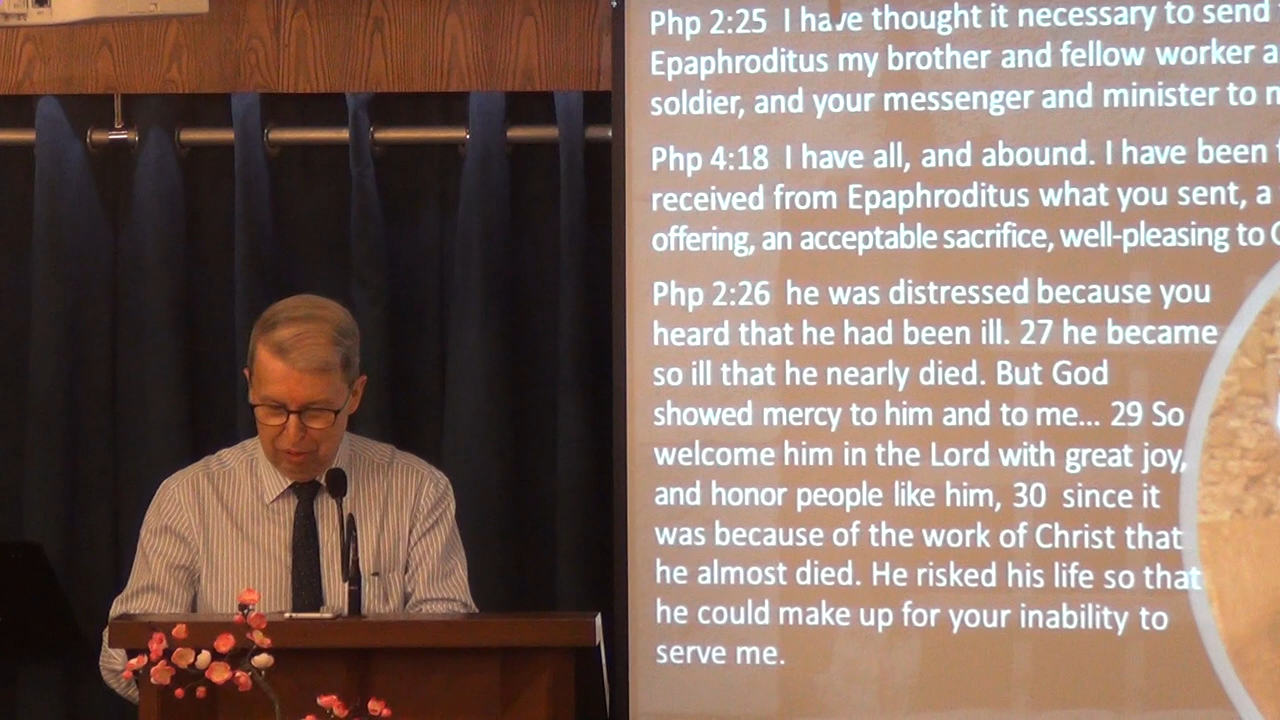 Php 2:25 I have thought it necessary to send
Epaphroditus my brother and fellow worker a
soldier, and your messenger and minister to
Php 4:18 I have all, and abound. I have been
received from Epaphroditus what you sent, a
offering, an acceptable sacrifice, well-pleasing to
Php 2:26 he was distressed because you
heard that he had been ill. 27 he became
so ill that he nearly died. But God
showed mercy to him and to me... 29 So
welcome him in the Lord with great joy,
and honor people like him, 30 since it
was because of the work of Christ that
he almost died. He risked his life so that
he could make up for your inability to
serve me.